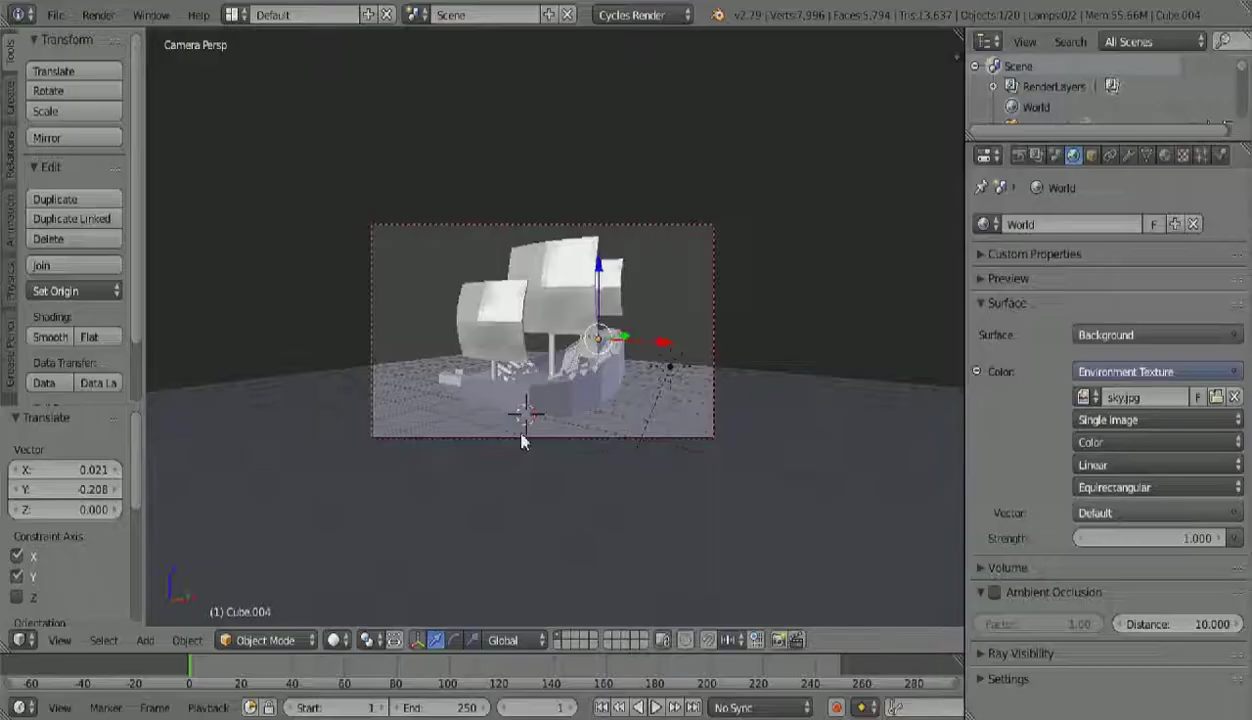 File Render Window Help Default Scene Cycles Render v2.79 | Verts:7,996 | Faces:5,794 | Tris:13,637 | Objects:1/20 | Lamps:0/2 | Mem:55.66M | Cube.004
Tools
Create
Relations
Animation
Physics
Grease Pencil
Transform
Translate
Rotate
Scale
Mirror
Edit
Duplicate
Duplicate Linked
Delete
Join
Set Origin
Shading:
Smooth Flat
Data Transfer:
Data Data La
Translate
Vector
X: 0.021
Y: -0.208
Z: 0.000
Constraint Axis
X
Y
Z
Orientation
Camera Persp
(1) Cube.004
View Select Add Object Object Mode Global
-60 -40 -20 0 20 40 60 80 100 120 140 160 180 200 220 240 260 280
View Marker Frame Playback Start: 1 End: 250 1 No Sync
View Search All Scenes
Scene
RenderLayers |
World
World
World F
Custom Properties
Preview
Surface
Surface: Background
Color: Environment Texture
sky.jpg F
Single Image
Color
Linear
Equirectangular
Vector: Default
Strength: 1.000
Volume
Ambient Occlusion
Factor: 1.00 Distance: 10.000
Ray Visibility
Settings